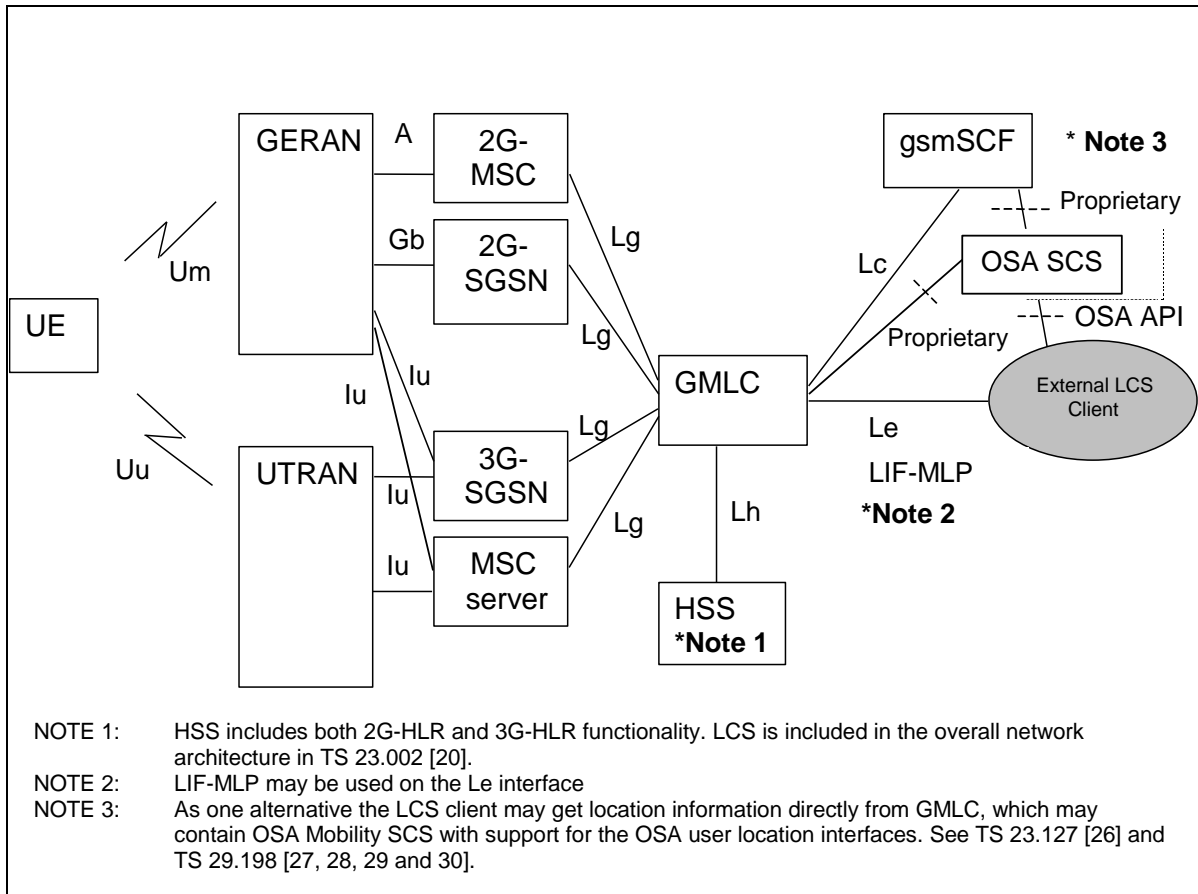 GERAN
A
2G-
MSC
gsmSCF
* Note 3
Proprietary
Gb
2G-
SGSN
Lg
Lc
OSA SCS
Um
OSA API
UE
Lg
Proprietary
Iu
Iu
GMLC
External LCS
Client
Lg
Le
Uu
UTRAN
3G-
SGSN
Iu
LIF-MLP
*Note 2
Lh
Lg
Iu
MSC
server
HSS
*Note 1
NOTE 1: HSS includes both 2G-HLR and 3G-HLR functionality. LCS is included in the overall network
architecture in TS 23.002 [20].
NOTE 2: LIF-MLP may be used on the Le interface
NOTE 3: As one alternative the LCS client may get location information directly from GMLC, which may
contain OSA Mobility SCS with support for the OSA user location interfaces. See TS 23.127 [26] and
TS 29.198 [27, 28, 29 and 30].